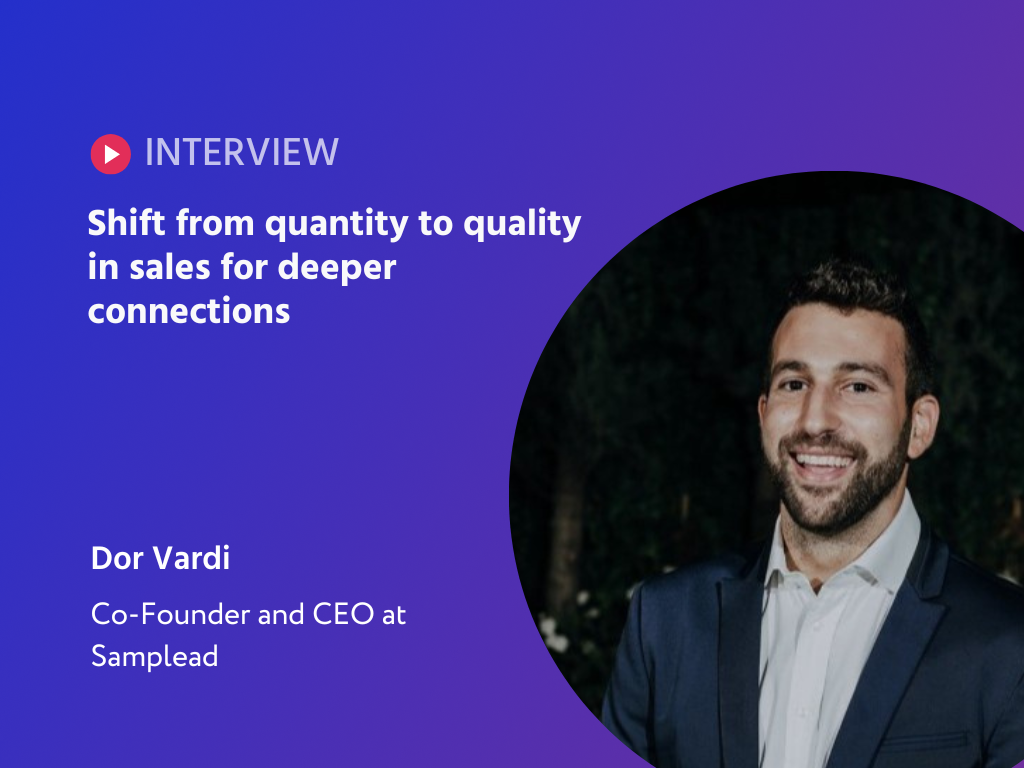 INTERVIEW
Shift from quantity to quality
in sales for deeper
connections
Dor Vardi
Co-Founder and CEO at
Samplead